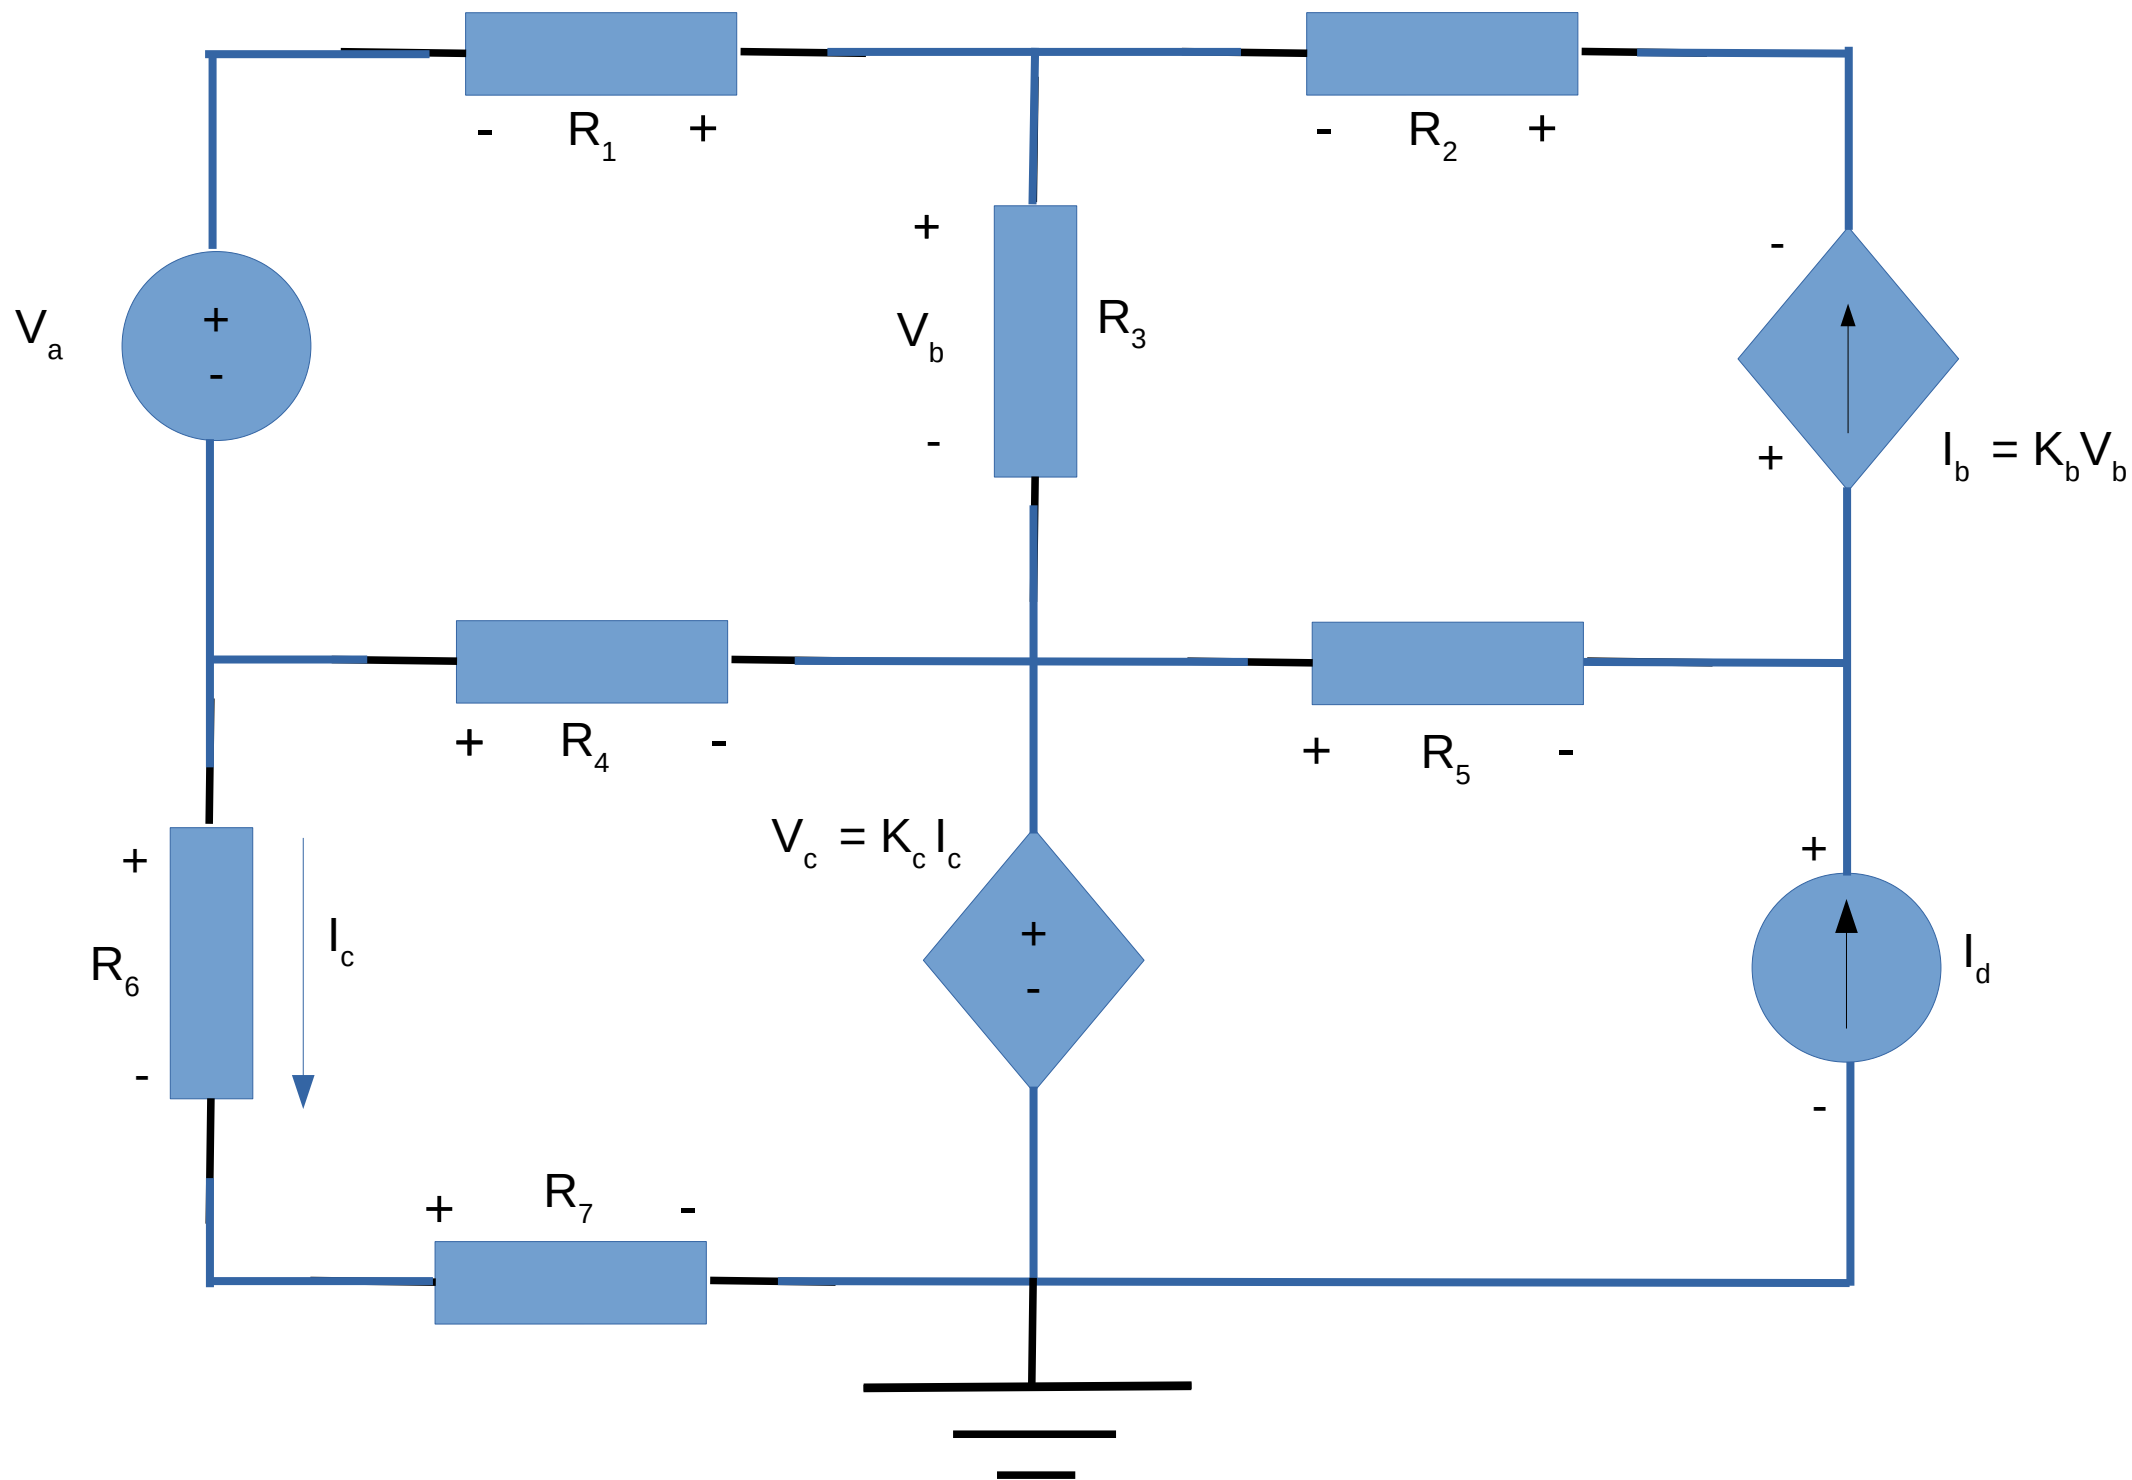 - R1 +
- R2 +
+
Vb
-
R3
Va
+
-
-
+
Ib = KbVb
+ R4 -
+ R5 -
Vc = Kc Ic
+
-
+
R6
-
Ic
+
Id
-
+ R7 -